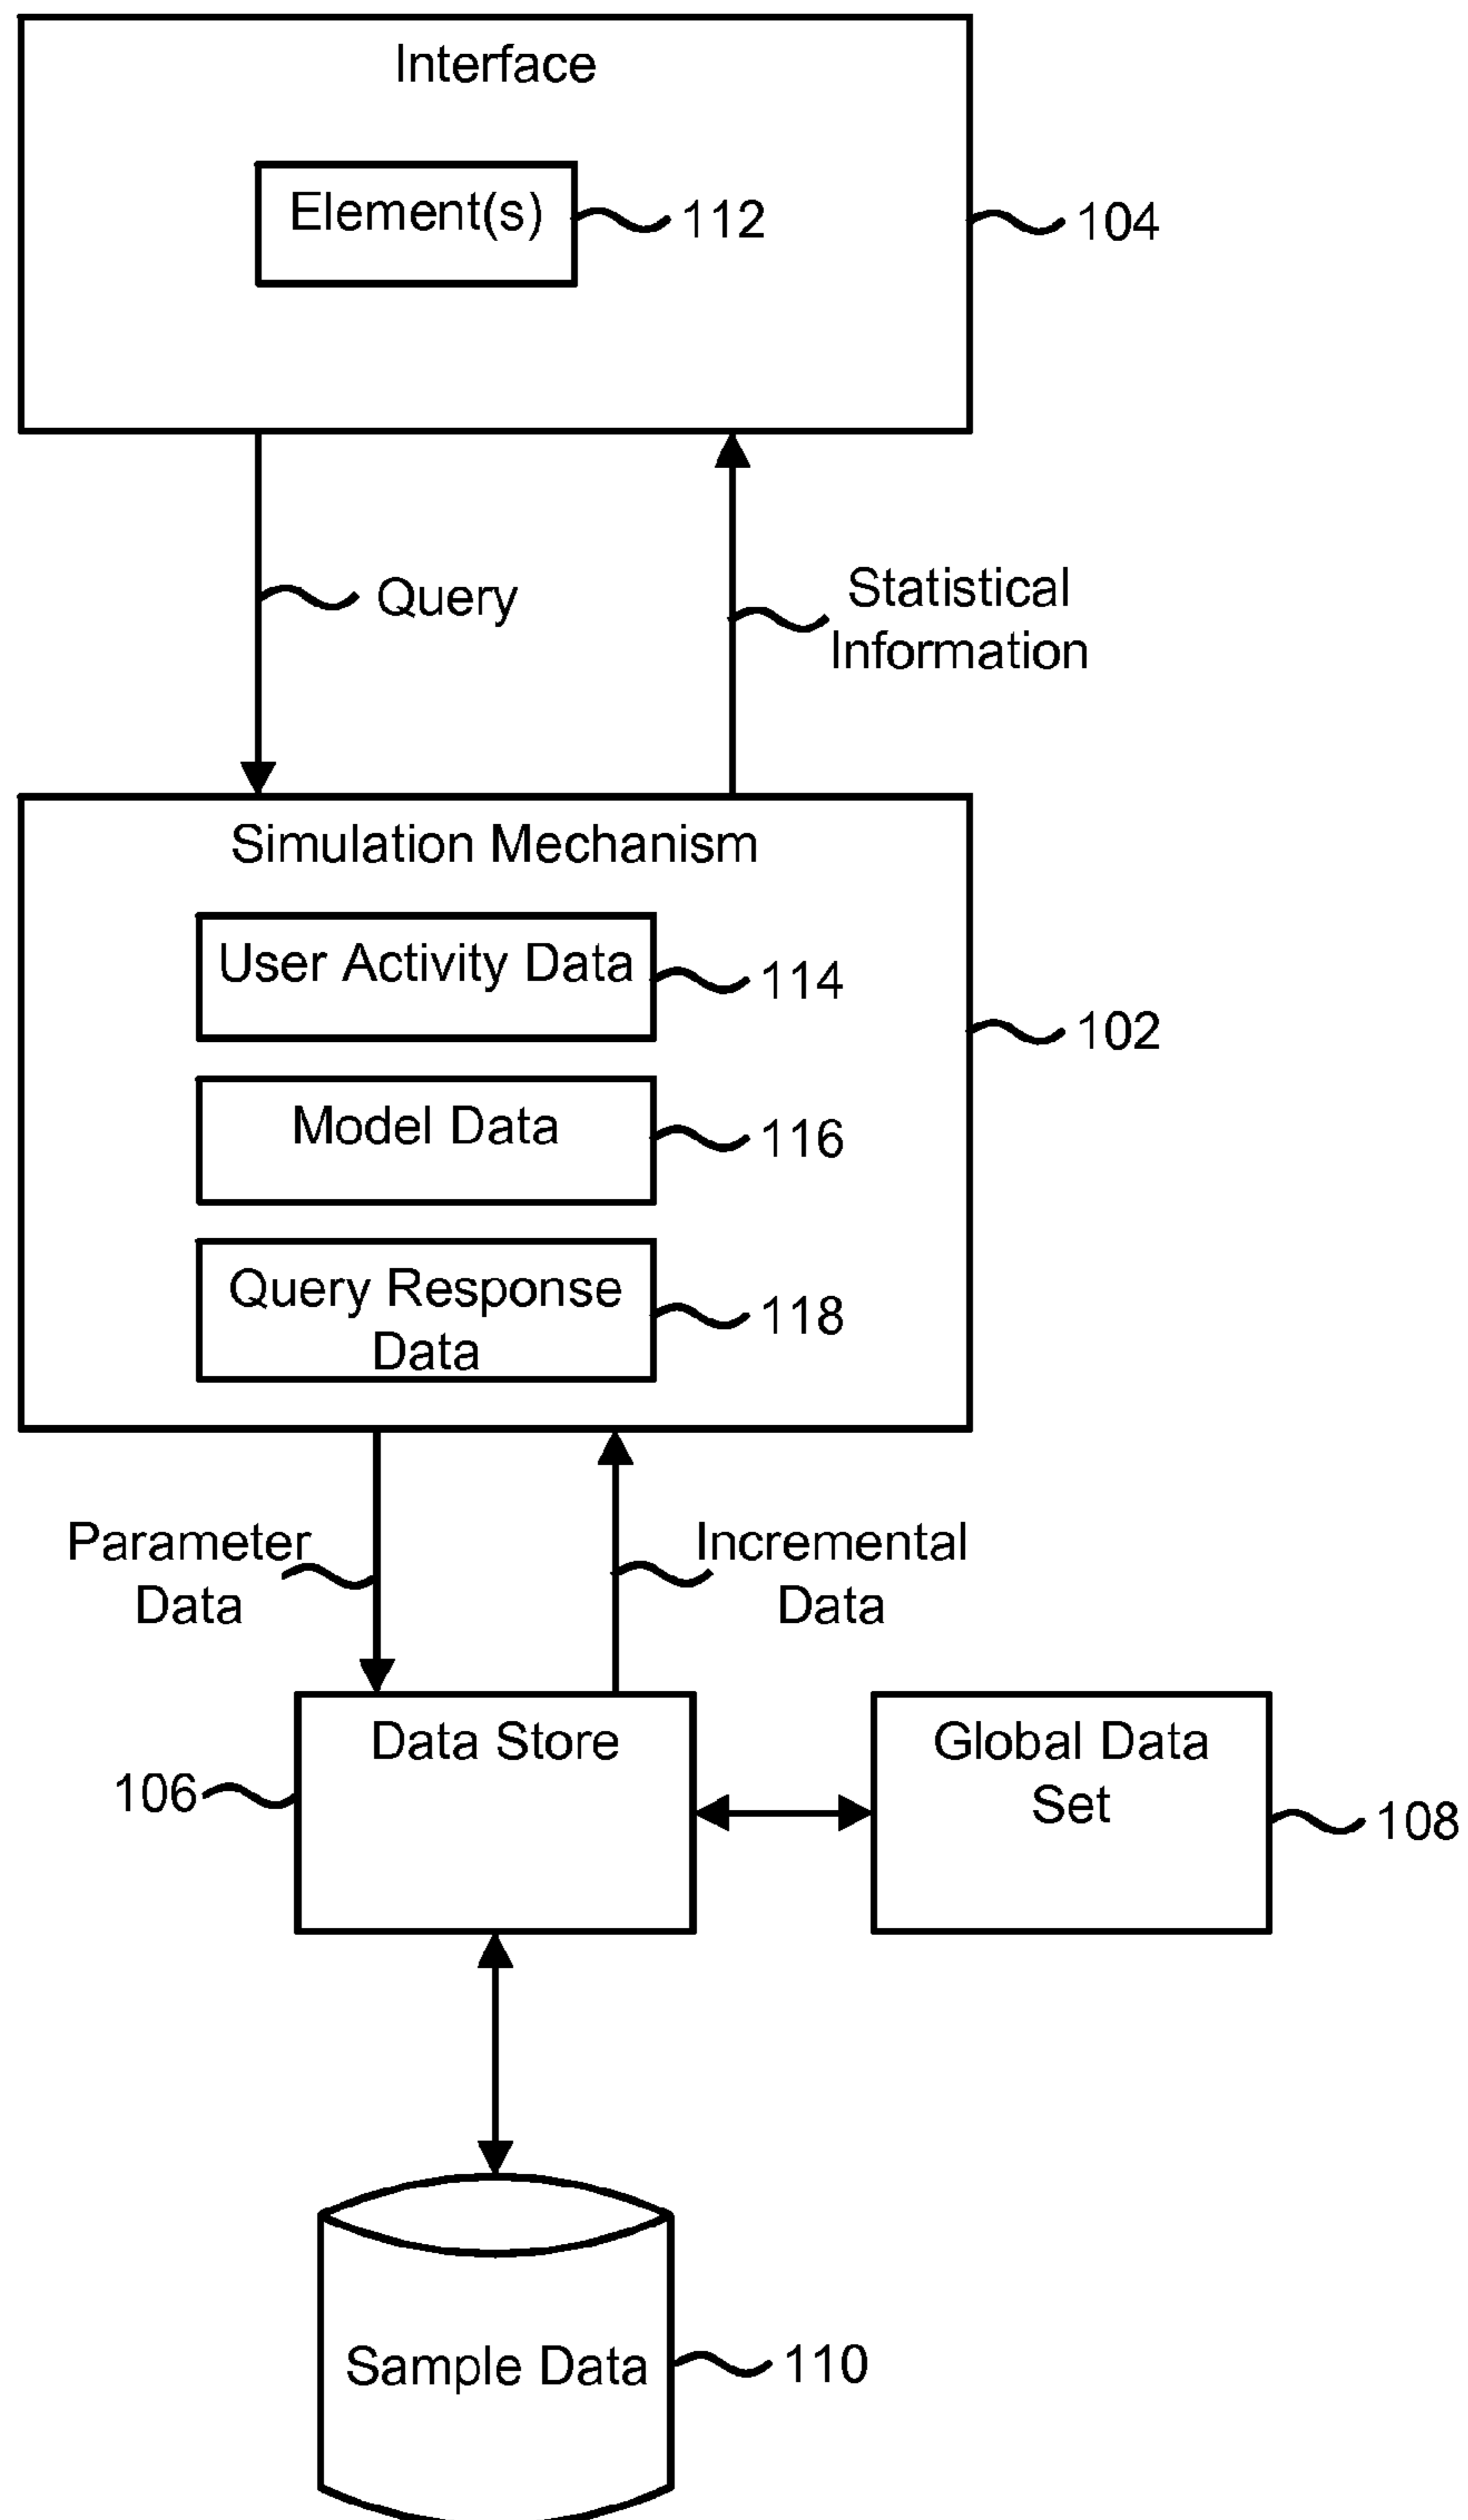 Interface
Element(s)
112
104
Query
Statistical
Information
Simulation Mechanism
User Activity Data
114
102
Model Data
116
Query Response
Data
118
Parameter
Data
Incremental
Data
Data Store
106
Global Data
Set
108
Sample Data
110